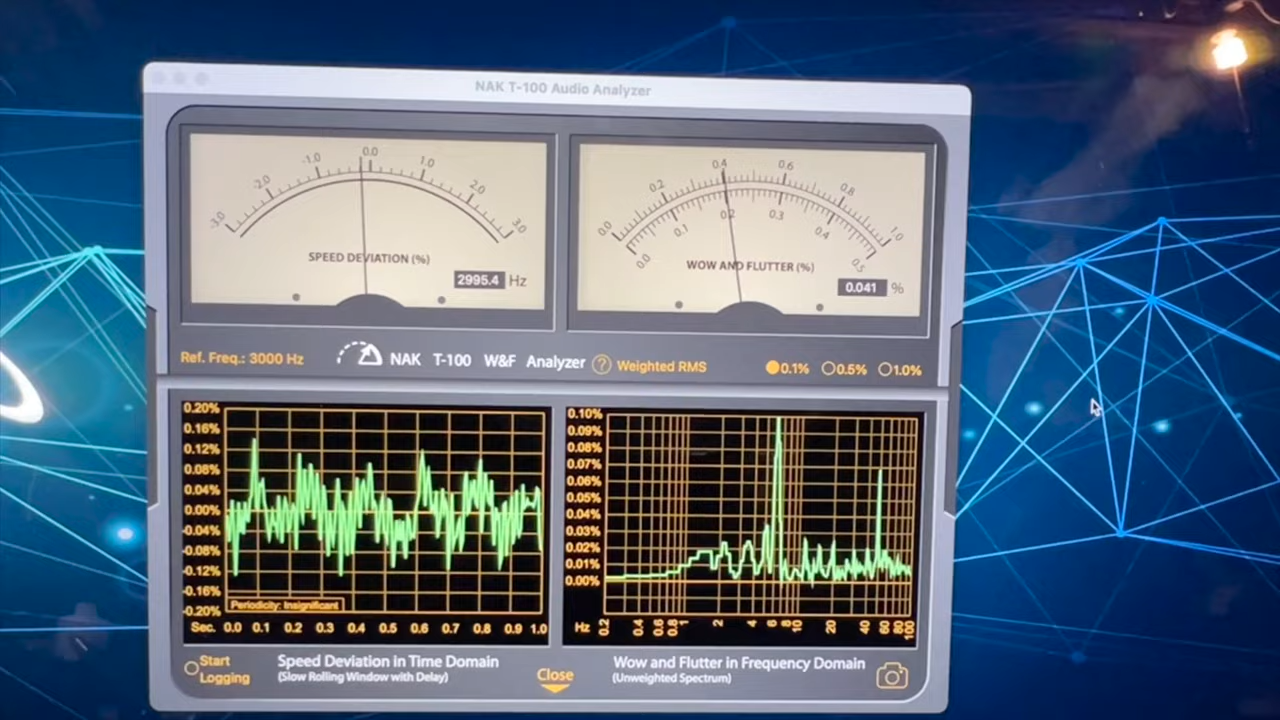 NAK T-100 Audio Analyzer
-3.0 -2.0 -1.0 0.0 1.0 2.0 3.0
SPEED DEVIATION (%)
2995.4 Hz
0.0 0.2 0.4 0.6 0.8 1.0
0.0 0.1 0.2 0.3 0.4 0.5
WOW AND FLUTTER (%)
0.041 %
Ref. Freq.: 3000 Hz
NAK T-100 W&F Analyzer
? Weighted RMS
0.1% 0.5% 1.0%
0.20%
0.16%
0.12%
0.08%
0.04%
0.00%
-0.04%
-0.08%
-0.12%
-0.16%
-0.20%
Periodicity: Insignificant
Sec. 0.0 0.1 0.2 0.3 0.4 0.5 0.6 0.7 0.8 0.9 1.0
0.10%
0.09%
0.08%
0.07%
0.06%
0.05%
0.04%
0.03%
0.02%
0.01%
0.00%
Hz 0.2 0.4 0.6 0.8 1 2 4 6 8 10 20 40 60 80 100
Start
Logging
Speed Deviation in Time Domain
(Slow Rolling Window with Delay)
Close
Wow and Flutter in Frequency Domain
(Unweighted Spectrum)